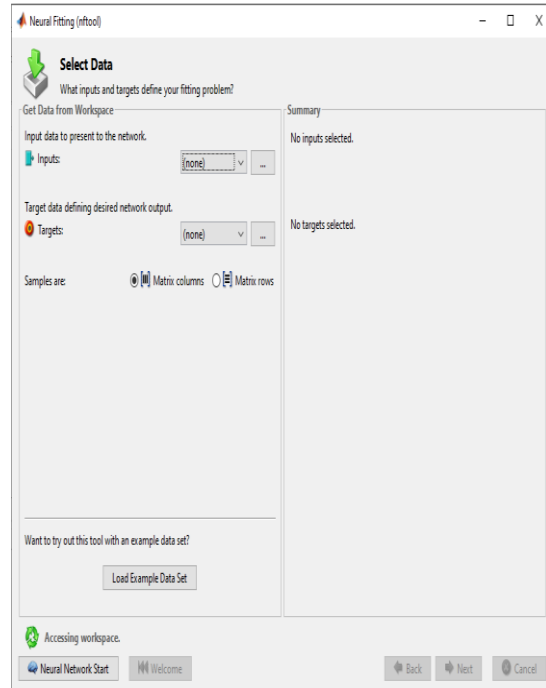 Neural Fitting (nftool)
Select Data
What inputs and targets define your fitting problem?
Get Data from Workspace
Input data to present to the network.
Inputs:
(none)
...
Target data defining desired network output.
Targets:
(none)
...
Samples are:
Matrix columns
Matrix rows
Want to try out this tool with an example data set?
Load Example Data Set
Summary
No inputs selected.
No targets selected.
Accessing workspace.
Neural Network Start
Welcome
Back
Next
Cancel